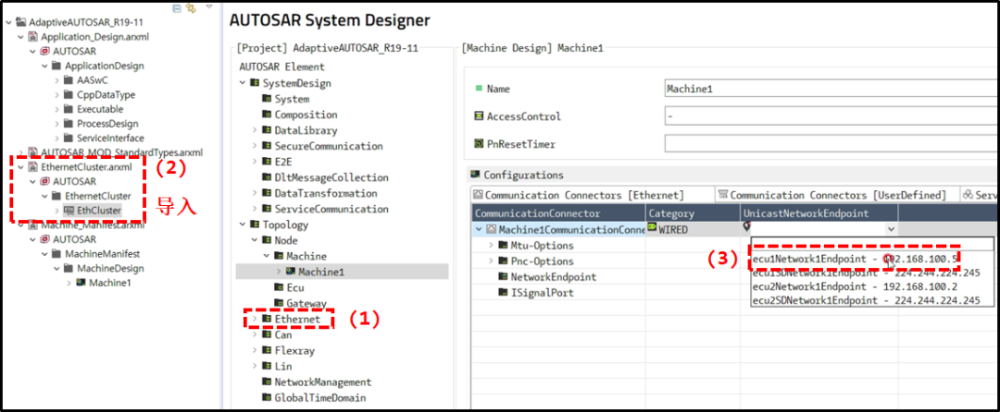 AdaptiveAUTOSAR_R19-11
Application_Design.arxml
AUTOSAR
ApplicationDesign
AASwC
CppDataType
Executable
ProcessDesign
ServiceInterface
AUTOSAR_MOD_StandardTypes.arxml
EthernetCluster.arxml
(2)
AUTOSAR
EthernetCluster
导入
EthCluster
Machine_Manifest.arxml
AUTOSAR
MachineManifest
MachineDesign
Machine1
AUTOSAR System Designer
[Project] AdaptiveAUTOSAR_R19-11
AUTOSAR Element
SystemDesign
System
Composition
DataLibrary
SecureCommunication
E2E
DltMessageCollection
DataTransformation
ServiceCommunication
Topology
Node
Machine
Machine1
Ecu
Gateway
Ethernet
(1)
Can
Flexray
Lin
NetworkManagement
GlobalTimeDomain
[Machine Design] Machine1
Name
Machine1
AccessControl
-
PnResetTimer
Configurations
Communication Connectors [Ethernet]
Communication Connectors [UserDefined]
Serv
CommunicationConnector
Category
UnicastNetworkEndpoint
Machine1CommunicationConne
WIRED
Mtu-Options
Pnc-Options
NetworkEndpoint
ISignalPort
(3)
ecu1Network1Endpoint - 192.168.100.5
ecu1SDNetwork1Endpoint - 224.244.224.245
ecu2Network1Endpoint - 192.168.100.2
ecu2SDNetwork1Endpoint - 224.244.224.245